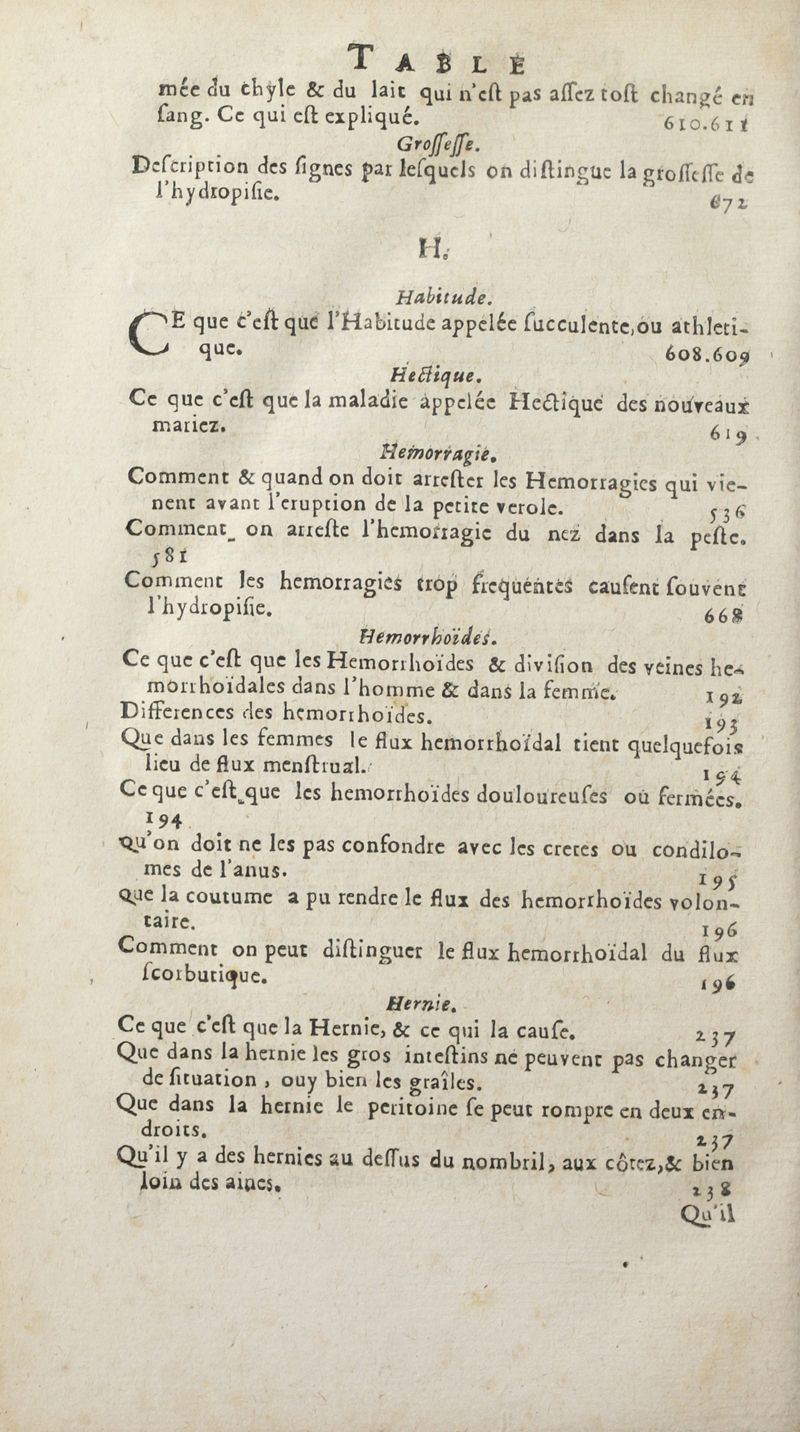 TABLE
mée du chyle & du lait qui n'eſt pas aſſez toſt changé en
ſang. Ce qui eſt expliqué. 610.611
Groſſeſſe.
Deſcription des ſignes par leſquels on diſtingue la groſſeſſe de
l'hydropiſie. 672
H.
Habitude.
CE que c'eſt que l'Habitude appelée ſucculente, ou athleti-
que. 608.609
Hectique.
Ce que c'eſt que la maladie appelée Hectique des nouveaux
mariez. 619
Hemorragie.
Comment & quand on doit arreſter les Hemorragies qui vie-
nent avant l'eruption de la petite verole. 536
Comment on arreſte l'hemorragie du nez dans la peſte.
581
Comment les hemorragies trop frequentes cauſent ſouvent
l'hydropiſie. 668
Hemorrhoïdes.
Ce que c'eſt que les Hemorrhoïdes & diviſion des veines he-
morrhoïdales dans l'homme & dans la femme. 192
Differences des hemorrhoïdes. 193
Que dans les femmes le flux hemorrhoïdal tient quelquefois
lieu de flux menſtrual. 194
Ce que c'eſt que les hemorrhoïdes douloureuſes ou fermées.
194
Qu'on doit ne les pas confondre avec les cretes ou condilo-
mes de l'anus. 195
Que la coutume a pu rendre le flux des hemorrhoïdes volon-
taire. 196
Comment on peut diſtinguer le flux hemorrhoïdal du flux
ſcorbutique. 196
Hernie.
Ce que c'eſt que la Hernie, & ce qui la cauſe. 237
Que dans la hernie les gros inteſtins ne peuvent pas changer
de ſituation, ouy bien les graîles. 237
Que dans la hernie le peritoine ſe peut rompre en deux en-
droits. 237
Qu'il y a des hernies au deſſus du nombril, aux côtez, & bien
loin des aines. 238
Qu'il